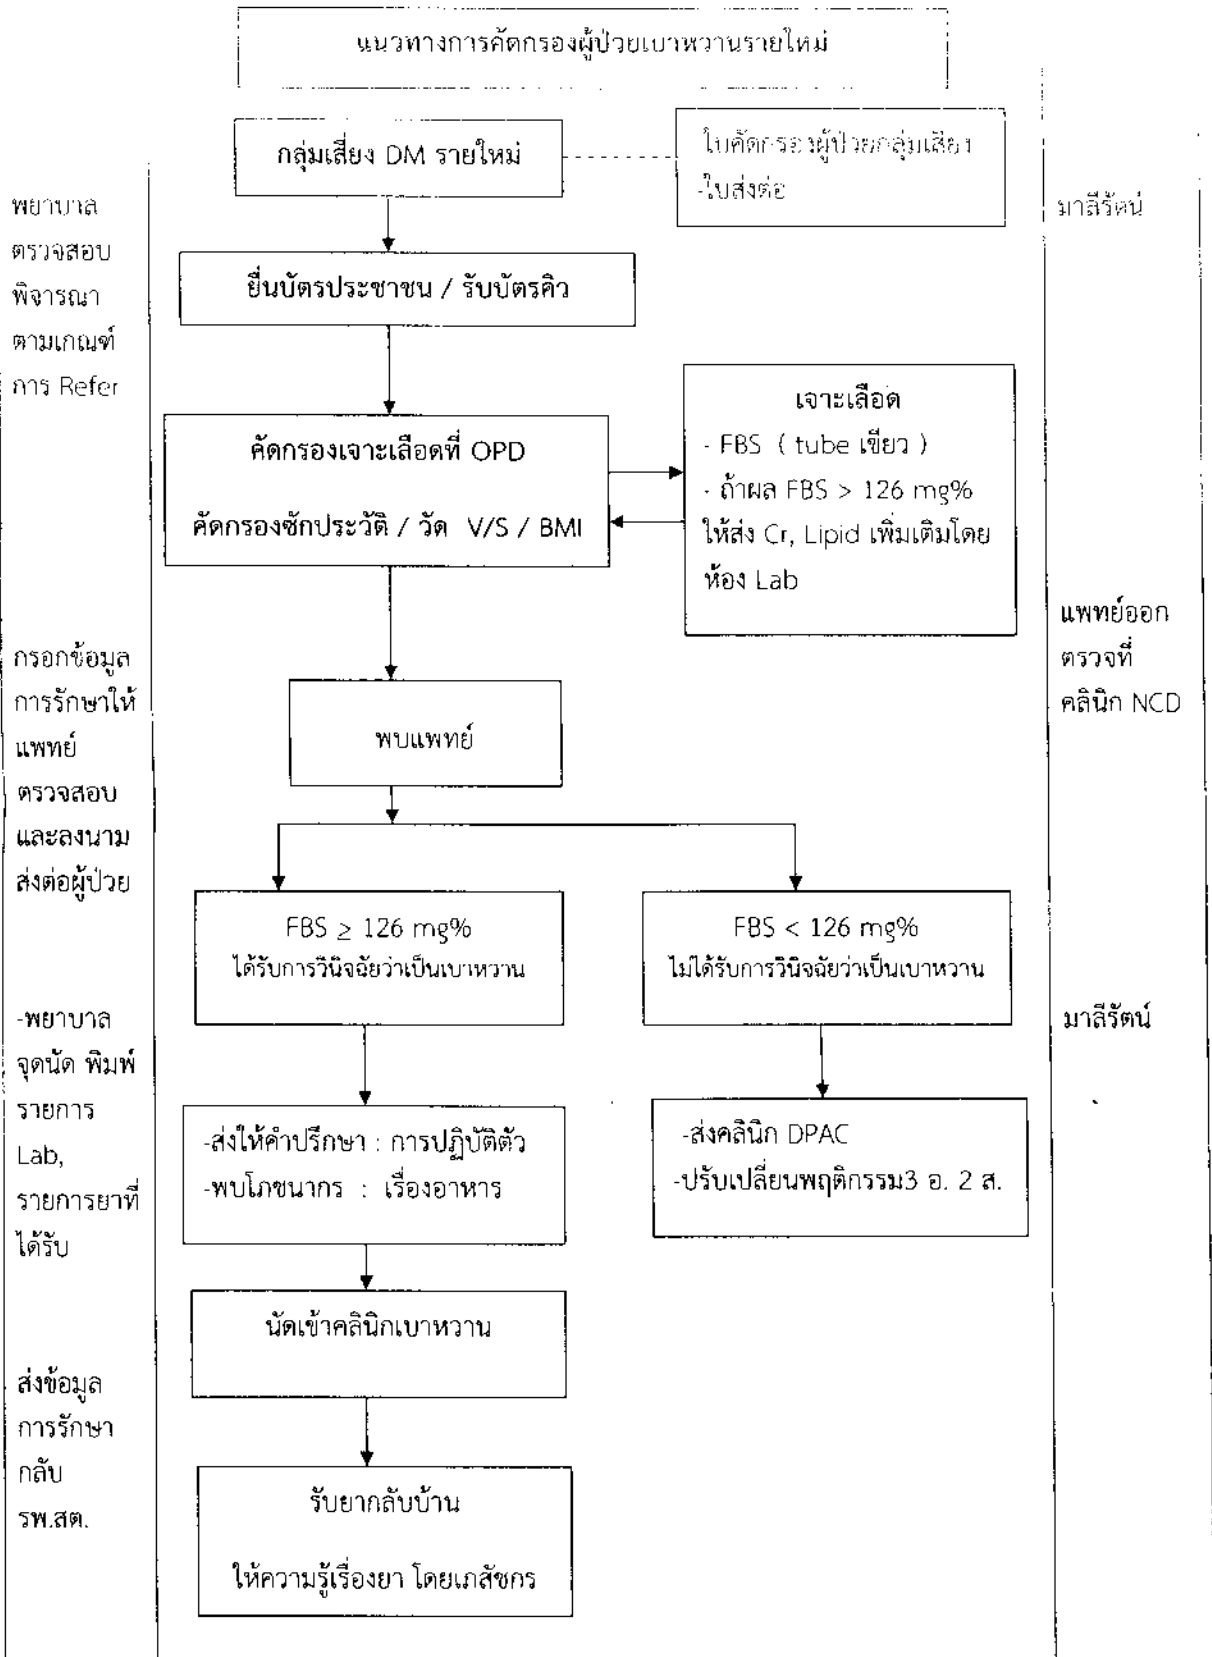 แนวทางการคัดกรองผู้ป่วยเบาหวานรายใหม่
กลุ่มเสี่ยง DM รายใหม่
ใบคัดกรองผู้ป่วยกลุ่มเสี่ยง
-ใบส่งต่อ
พยาบาล
ตรวจสอบ
พิจารณา
ตามเกณฑ์
การ Refer
มาลีรัตน์
ยื่นบัตรประชาชน / รับบัตรคิว
คัดกรองเจาะเลือดที่ OPD
คัดกรองซักประวัติ / วัด V/S / BMI
เจาะเลือด
- FBS ( tube เขียว )
- ถ้าผล FBS > 126 mg%
ให้ส่ง Cr, Lipid เพิ่มเติมโดย
ห้อง Lab
แพทย์ออก
ตรวจที่
คลินิก NCD
กรอกข้อมูล
การรักษาให้
แพทย์
ตรวจสอบ
และลงนาม
ส่งต่อผู้ป่วย
พบแพทย์
FBS ≥ 126 mg%
ได้รับการวินิจฉัยว่าเป็นเบาหวาน
FBS < 126 mg%
ไม่ได้รับการวินิจฉัยว่าเป็นเบาหวาน
-พยาบาล
จุดนัด พิมพ์
รายการ
Lab,
รายการยาที่
ได้รับ
มาลีรัตน์
-ส่งให้คำปรึกษา : การปฏิบัติตัว
-พบโภชนากร : เรื่องอาหาร
-ส่งคลินิก DPAC
-ปรับเปลี่ยนพฤติกรรม3 อ. 2 ส.
นัดเข้าคลินิกเบาหวาน
ส่งข้อมูล
การรักษา
กลับ
รพ.สต.
รับยากลับบ้าน
ให้ความรู้เรื่องยา โดยเภสัชกร